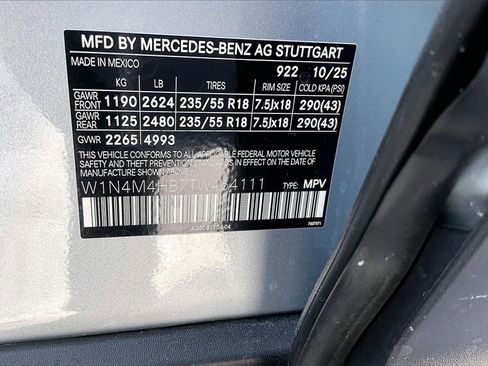 MFD BY MERCEDES-BENZ AG STUTTGART
MADE IN MEXICO 922 10/25
KG LB TIRES RIM SIZE COLD KPA (PSI)
GAWR FRONT 1190 2624 235/55 R18 7.5Jx18 290(43)
GAWR REAR 1125 2480 235/55 R18 7.5Jx18 290(43)
GVWR 2265 4993
THIS VEHICLE CONFORMS TO ALL APPLICABLE FEDERAL MOTOR VEHICLE
SAFETY AND THEFT PREVENTION STANDARDS IN EFFECT ON THE DATE
OF MANUFACTURE SHOWN ABOVE.
W1N4M4HB7TW454111 TYPE: MPV